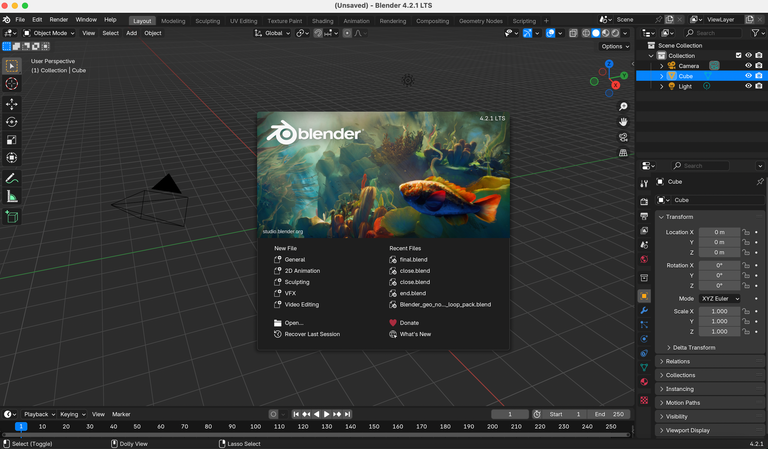 (Unsaved) - Blender 4.2.1 LTS
File Edit Render Window Help Layout Modeling Sculpting UV Editing Texture Paint Shading Animation Rendering Compositing Geometry Nodes Scripting Scene ViewLayer
Object Mode View Select Add Object Global Search
Options
User Perspective
(1) Collection | Cube
Scene Collection
Collection
Camera
Cube
Light
4.2.1 LTS
blender
studio.blender.org
New File
General
2D Animation
Sculpting
VFX
Video Editing
Open...
Recover Last Session
Recent Files
final.blend
close.blend
close.blend
end.blend
Blender_geo_no..._loop_pack.blend
Donate
What's New
X
Y
Z
Search
Cube
Cube
Transform
Location X 0 m
Y 0 m
Z 0 m
Rotation X 0°
Y 0°
Z 0°
Mode XYZ Euler
Scale X 1.000
Y 1.000
Z 1.000
Delta Transform
Relations
Collections
Instancing
Motion Paths
Visibility
Viewport Display
Playback Keying View Marker 1 Start 1 End 250
1 10 20 30 40 50 60 70 80 90 100 110 120 130 140 150 160 170 180 190 200 210 220 230 240 250
Select (Toggle) Dolly View Lasso Select 4.2.1